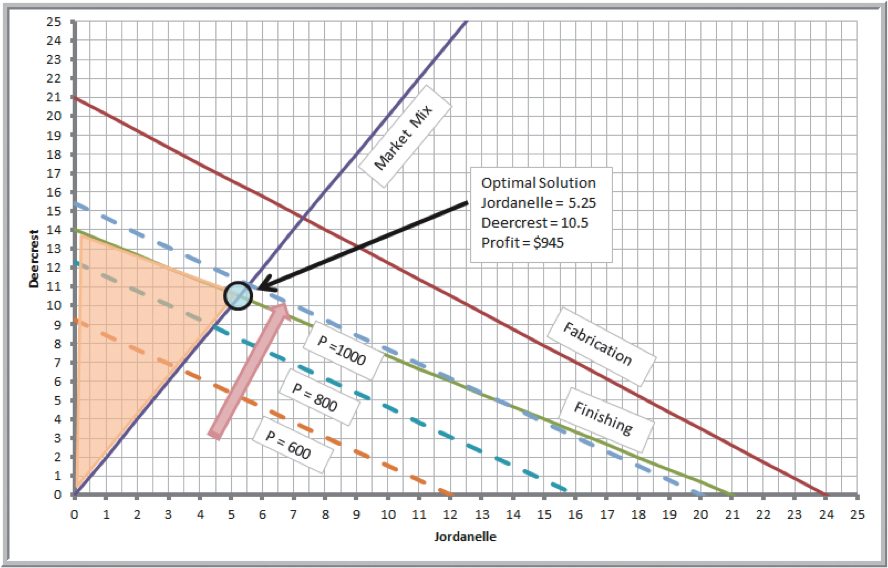 25
24
23
22
21
20
19
18
17
16
15
14
13
12
11
10
9
8
7
6
5
4
3
2
1
0
Deercrest
Market Mix
Optimal Solution
Jordanelle = 5.25
Deercrest = 10.5
Profit = $945
Fabrication
P =1000
P = 800
Finishing
P = 600
0 1 2 3 4 5 6 7 8 9 10 11 12 13 14 15 16 17 18 19 20 21 22 23 24 25
Jordanelle